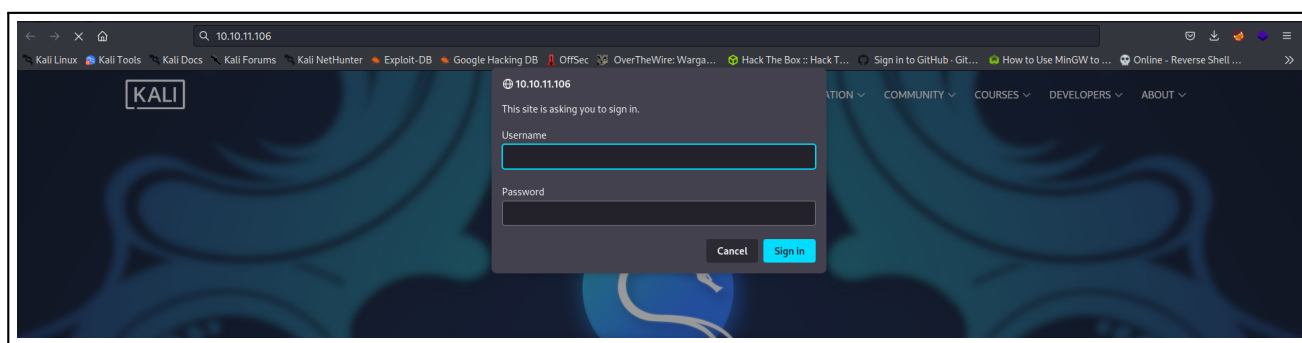 10.10.11.106
Kali Linux Kali Tools Kali Docs Kali Forums Kali NetHunter Exploit-DB Google Hacking DB OffSec OverTheWire: Warga... Hack The Box :: Hack T... Sign in to GitHub · Git... How to Use MinGW to ... Online - Reverse Shell ...
KALI
ATION COMMUNITY COURSES DEVELOPERS ABOUT
10.10.11.106
This site is asking you to sign in.
Username
Password
Cancel Sign in